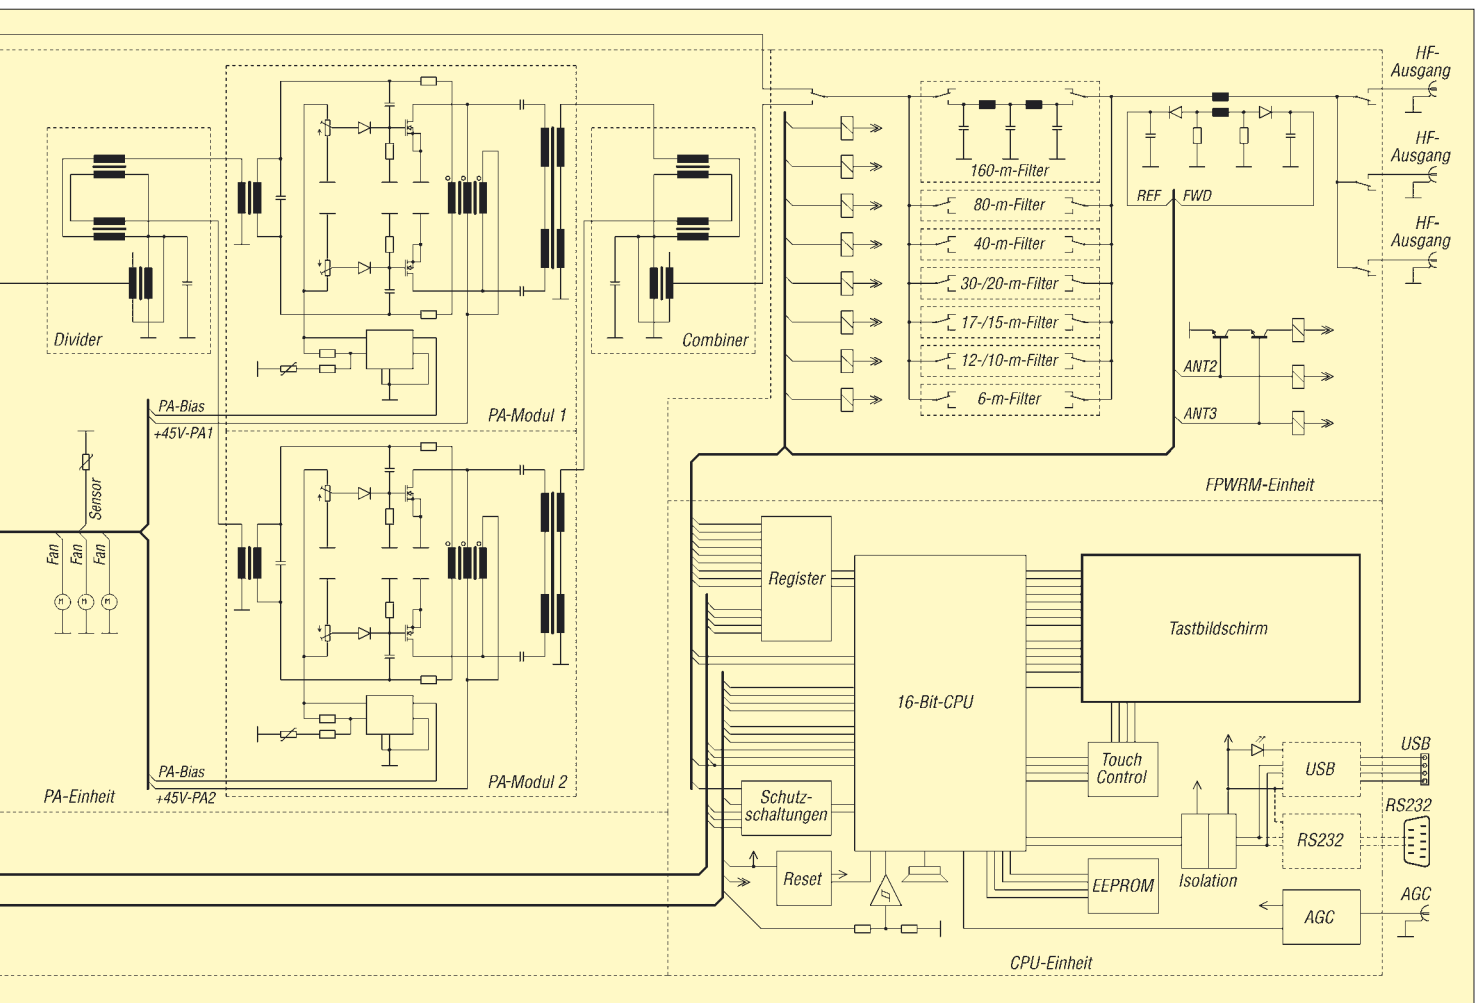 HF-
Ausgang
HF-
Ausgang
HF-
Ausgang
160-m-Filter
REF
FWD
80-m-Filter
40-m-Filter
30-/20-m-Filter
17-/15-m-Filter
12-/10-m-Filter
6-m-Filter
Divider
Combiner
ANT2
ANT3
PA-Bias
+45V-PA1
PA-Modul 1
FPWRM-Einheit
Sensor
Fan
Fan
Fan
Register
16-Bit-CPU
Tastbildschirm
Touch
Control
USB
USB
PA-Bias
+45V-PA2
PA-Modul 2
PA-Einheit
Schutz-
schaltungen
RS232
RS232
Reset
EEPROM
Isolation
AGC
AGC
CPU-Einheit